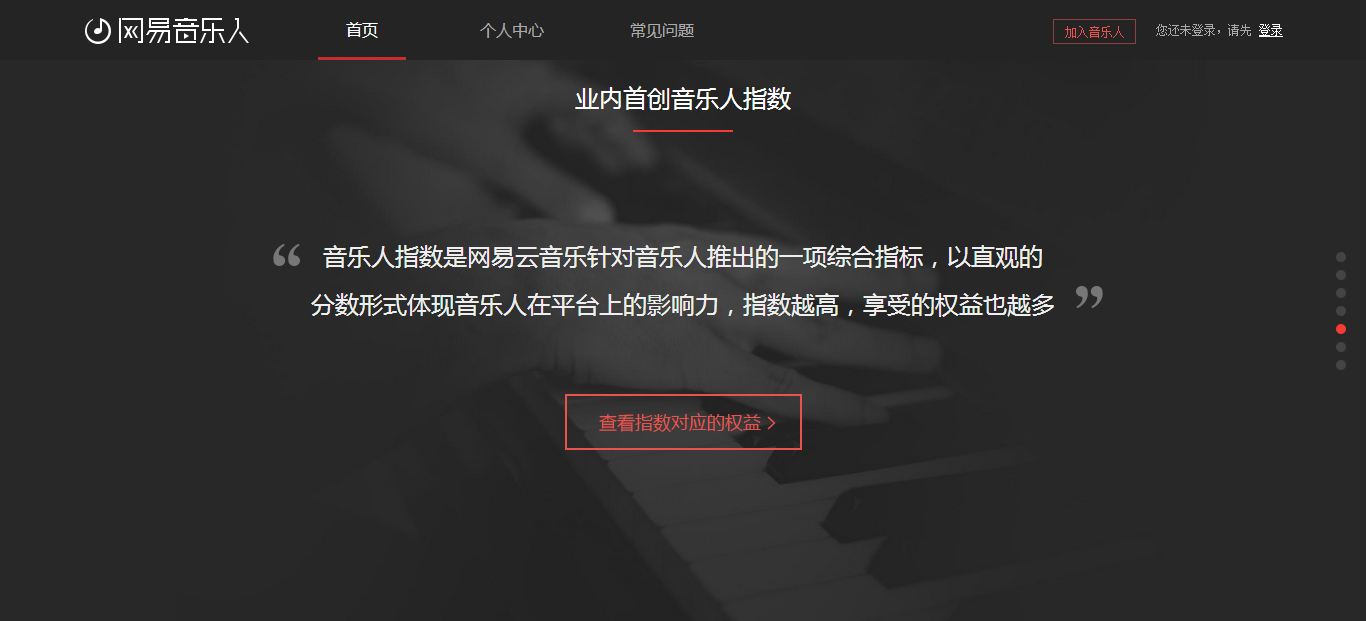 网易音乐人
首页
个人中心
常见问题
加入音乐人
您还未登录，请先 登录
业内首创音乐人指数
“ 音乐人指数是网易云音乐针对音乐人推出的一项综合指标，以直观的
分数形式体现音乐人在平台上的影响力，指数越高，享受的权益也越多 ”
查看指数对应的权益 >